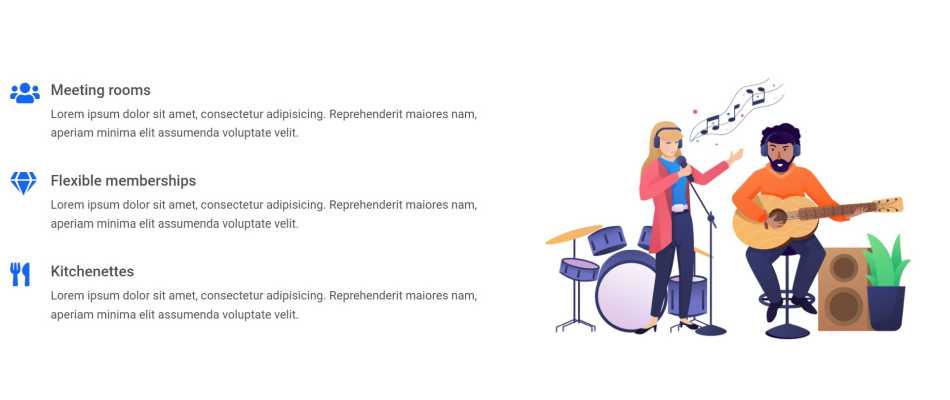 Meeting rooms
Lorem ipsum dolor sit amet, consectetur adipisicing. Reprehenderit maiores nam,
aperiam minima elit assumenda voluptate velit.
Flexible memberships
Lorem ipsum dolor sit amet, consectetur adipisicing. Reprehenderit maiores nam,
aperiam minima elit assumenda voluptate velit.
Kitchenettes
Lorem ipsum dolor sit amet, consectetur adipisicing. Reprehenderit maiores nam,
aperiam minima elit assumenda voluptate velit.